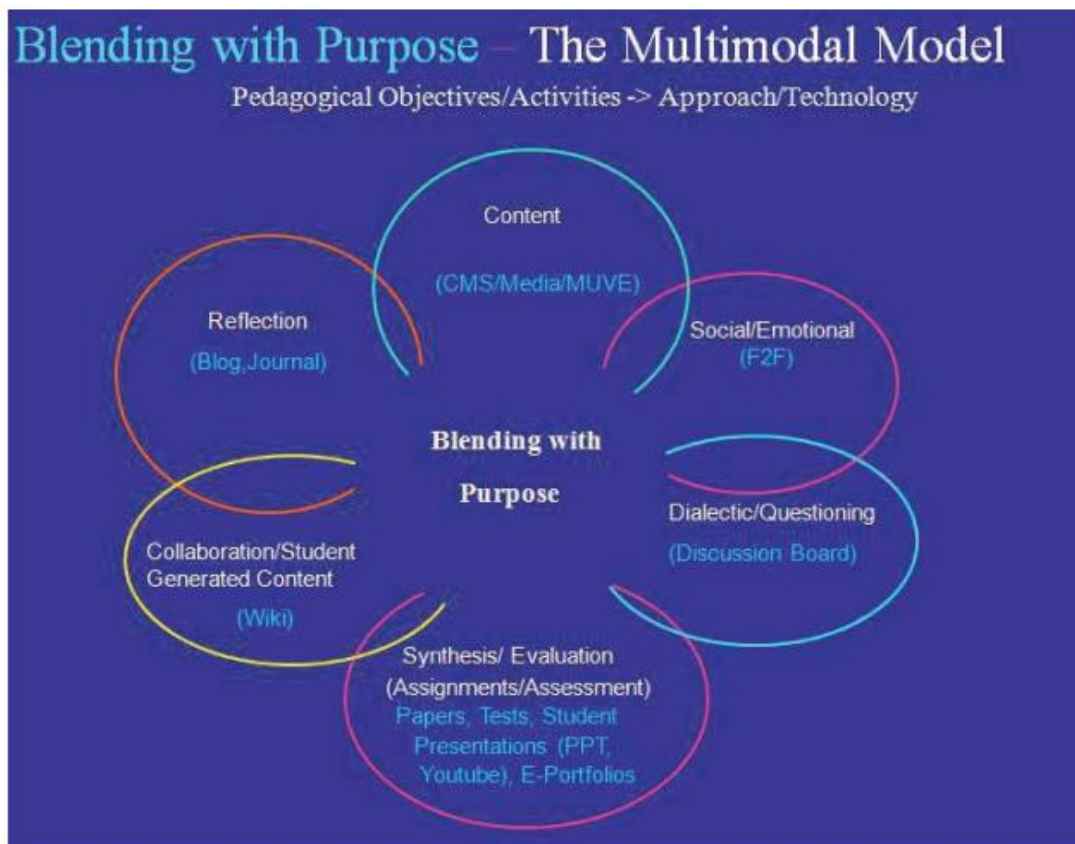 Blending with Purpose – The Multimodal Model
Pedagogical Objectives/Activities -> Approach/Technology
Content
(CMS/Media/MUVE)
Reflection
(Blog,Journal)
Social/Emotional
(F2F)
Blending with
Purpose
Dialectic/Questioning
(Discussion Board)
Collaboration/Student
Generated Content
(Wiki)
Synthesis/ Evaluation
(Assignments/Assessment)
Papers, Tests, Student
Presentations (PPT,
Youtube), E-Portfolios